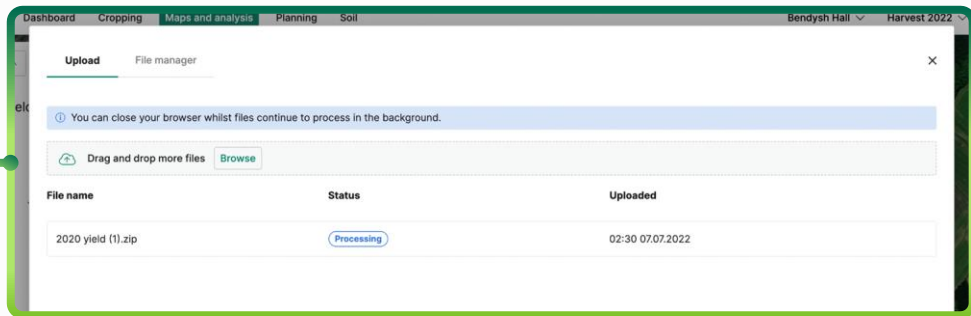 Dashboard Cropping Maps and analysis Planning Soil Bendysh Hall Harvest 2022
Upload File manager
You can close your browser whilst files continue to process in the background.
Drag and drop more files Browse
File name Status Uploaded
2020 yield (1).zip Processing 02:30 07.07.2022